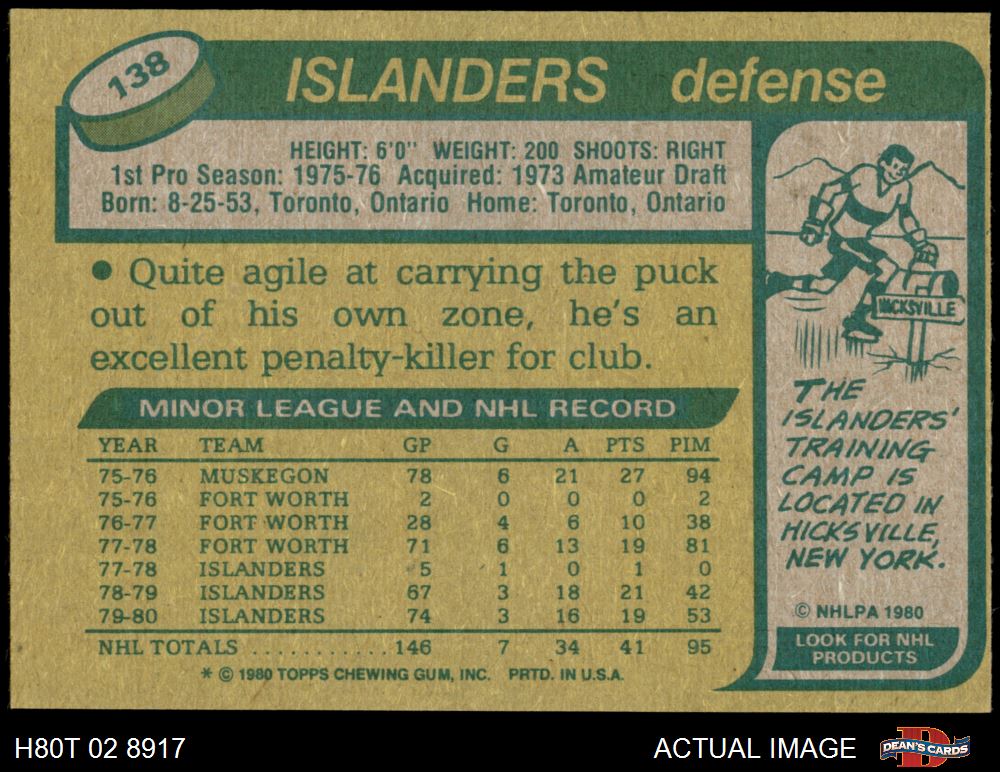 138
ISLANDERS defense
HEIGHT: 6'0" WEIGHT: 200 SHOOTS: RIGHT
1st Pro Season: 1975-76 Acquired: 1973 Amateur Draft
Born: 8-25-53, Toronto, Ontario Home: Toronto, Ontario
● Quite agile at carrying the puck
out of his own zone, he's an
excellent penalty-killer for club.
MINOR LEAGUE AND NHL RECORD
YEAR TEAM GP G A PTS PIM
75-76 MUSKEGON 78 6 21 27 94
75-76 FORT WORTH 2 0 0 0 2
76-77 FORT WORTH 28 4 6 10 38
77-78 FORT WORTH 71 6 13 19 81
77-78 ISLANDERS 5 1 0 1 0
78-79 ISLANDERS 67 3 18 21 42
79-80 ISLANDERS 74 3 16 19 53
NHL TOTALS ........... 146 7 34 41 95
* © 1980 TOPPS CHEWING GUM, INC. PRTD. IN U.S.A.
HICKSVILLE
THE
ISLANDERS'
TRAINING
CAMP IS
LOCATED IN
HICKSVILLE,
NEW YORK.
© NHLPA 1980
LOOK FOR NHL
PRODUCTS
H80T 02 8917
ACTUAL IMAGE
D
DEAN'S CARDS